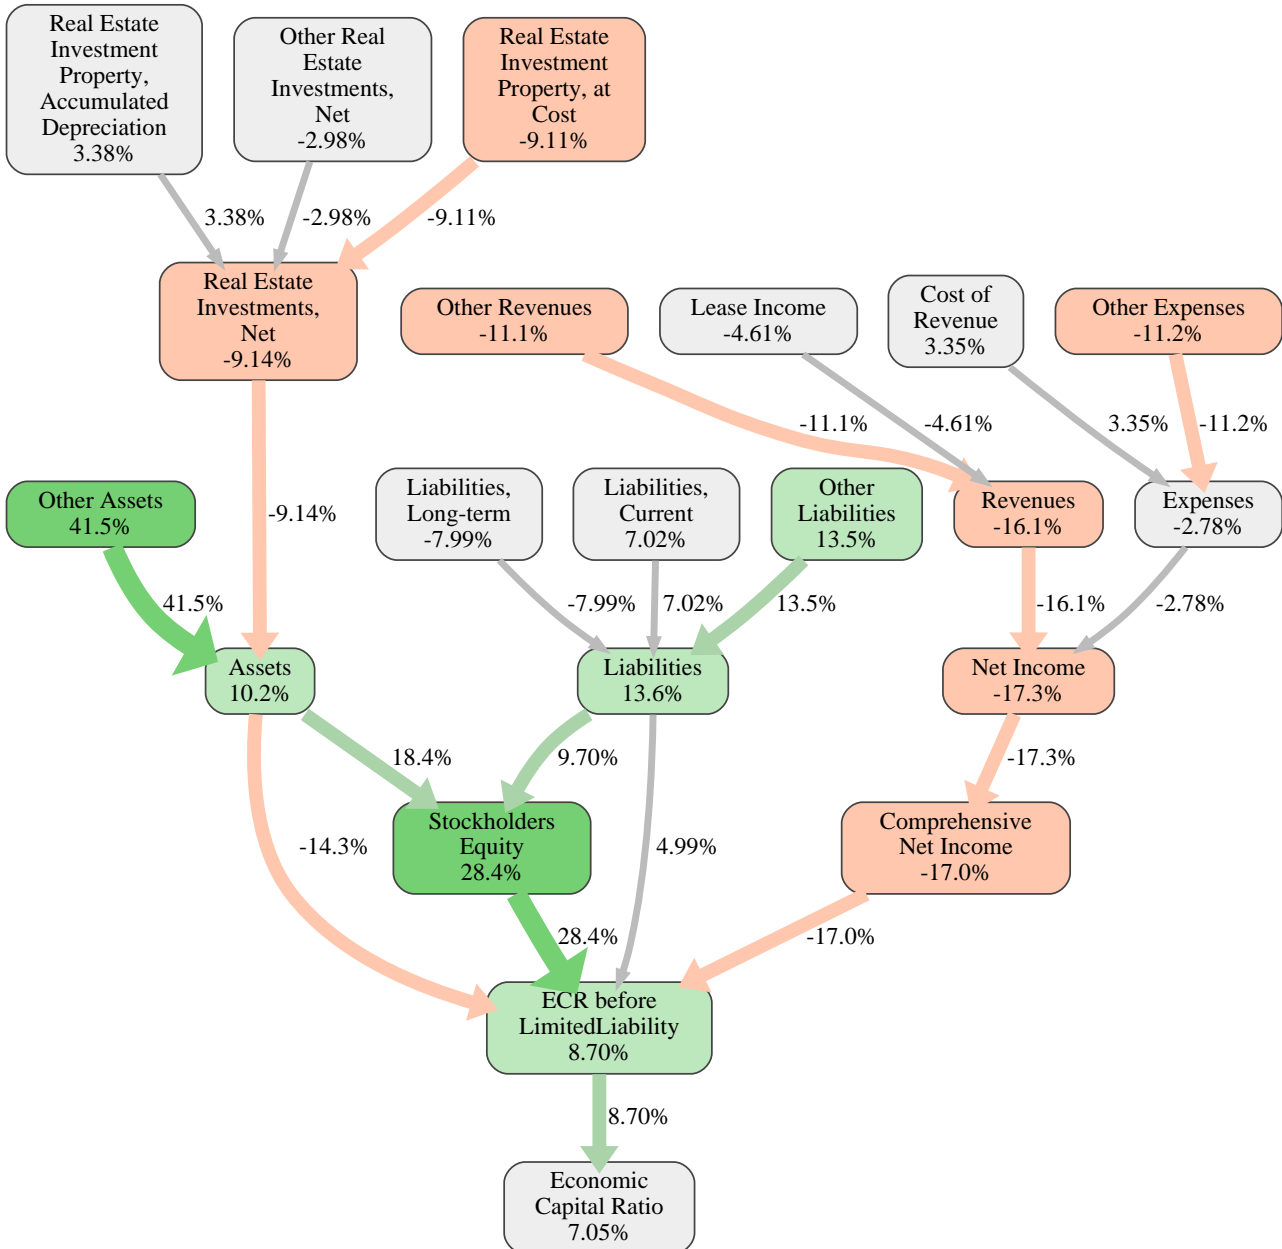 Real Estate
Investment
Property,
Accumulated
Depreciation
3.38%
Other Real
Estate
Investments,
Net
-2.98%
Real Estate
Investment
Property, at
Cost
-9.11%
3.38%
-2.98%
-9.11%
Real Estate
Investments,
Net
-9.14%
Other Revenues
-11.1%
Lease Income
-4.61%
Cost of
Revenue
3.35%
Other Expenses
-11.2%
-11.1%
-4.61%
3.35%
-11.2%
Other Assets
41.5%
-9.14%
Liabilities,
Long-term
-7.99%
Liabilities,
Current
7.02%
Other
Liabilities
13.5%
Revenues
-16.1%
Expenses
-2.78%
41.5%
-7.99%
7.02%
13.5%
-16.1%
-2.78%
Assets
10.2%
Liabilities
13.6%
Net Income
-17.3%
18.4%
9.70%
-17.3%
-14.3%
Stockholders
Equity
28.4%
4.99%
Comprehensive
Net Income
-17.0%
28.4%
-17.0%
ECR before
LimitedLiability
8.70%
8.70%
Economic
Capital Ratio
7.05%